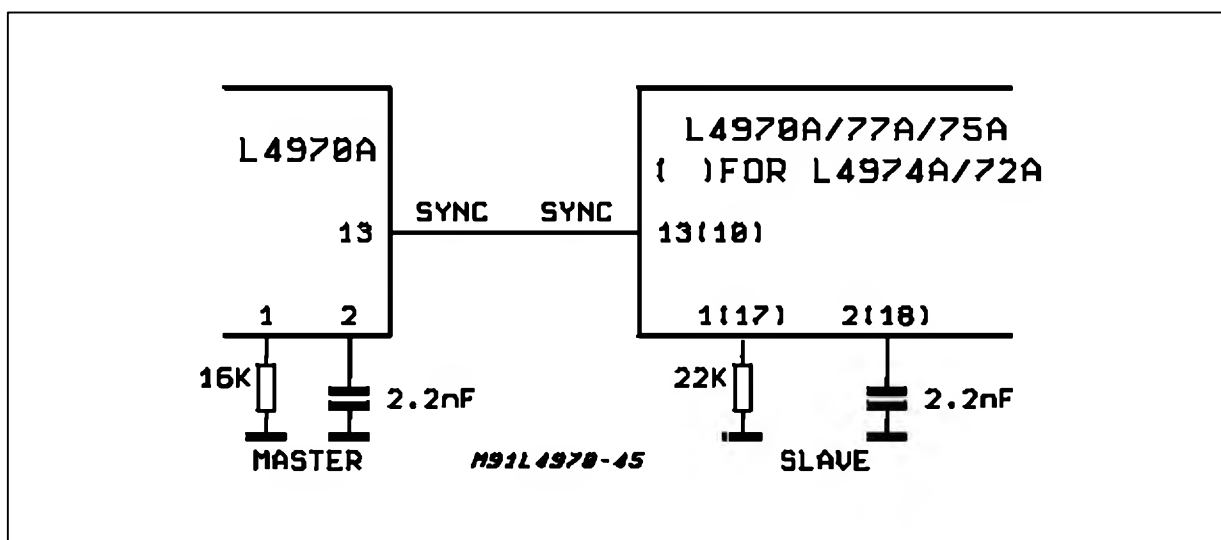 L4970A
L4970A/77A/75A
( )FOR L4974A/72A
SYNC SYNC
13
13(10)
1 2
1(17) 2(18)
16K
2.2nF
22K
2.2nF
MASTER
M91L4970-45
SLAVE